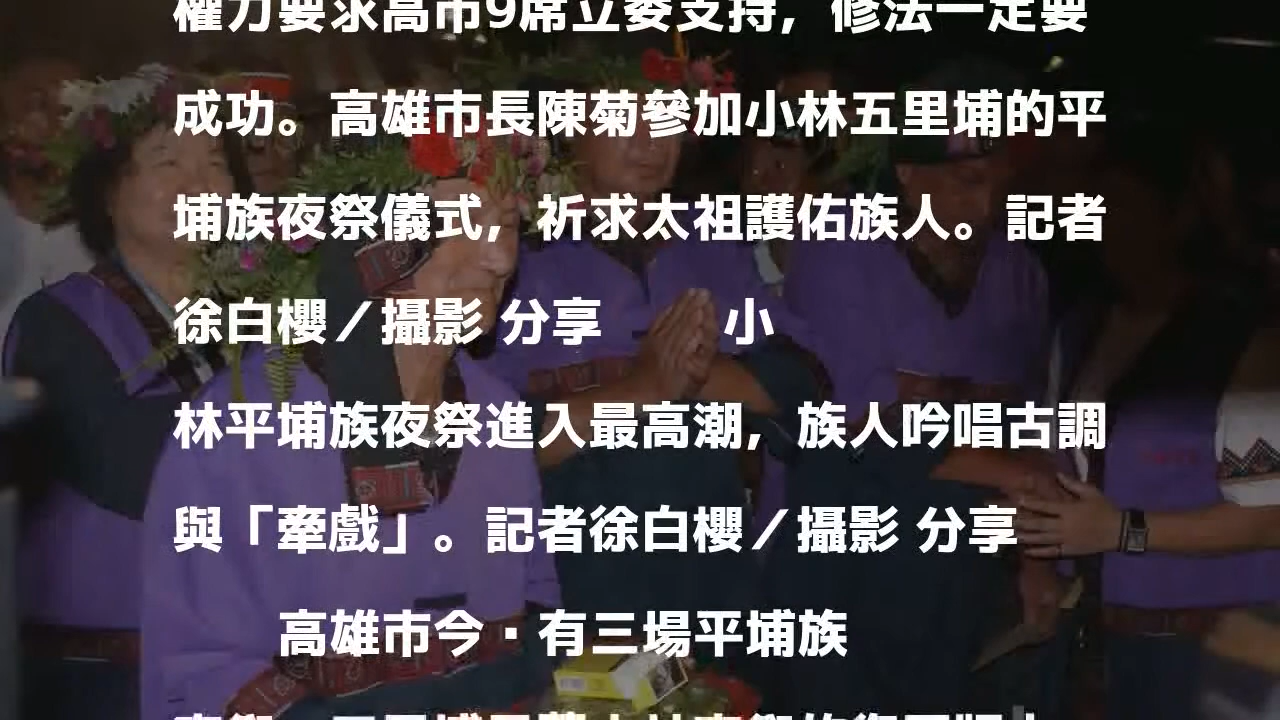 權力要求高市9席立委支持，修法一定要
成功。高雄市長陳菊參加小林五里埔的平
埔族夜祭儀式，祈求太祖護佑族人。記者
徐白櫻／攝影 分享 小
林平埔族夜祭進入最高潮，族人吟唱古調
與「牽戲」。記者徐白櫻／攝影 分享
高雄市今▪有三場平埔族